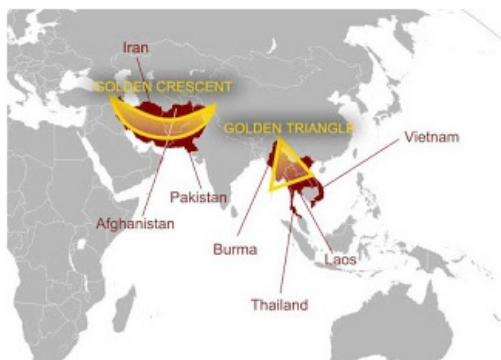 Iran
GOLDEN CRESCENT
GOLDEN TRIANGLE
Vietnam
Pakistan
Afghanistan
Burma
Laos
Thailand